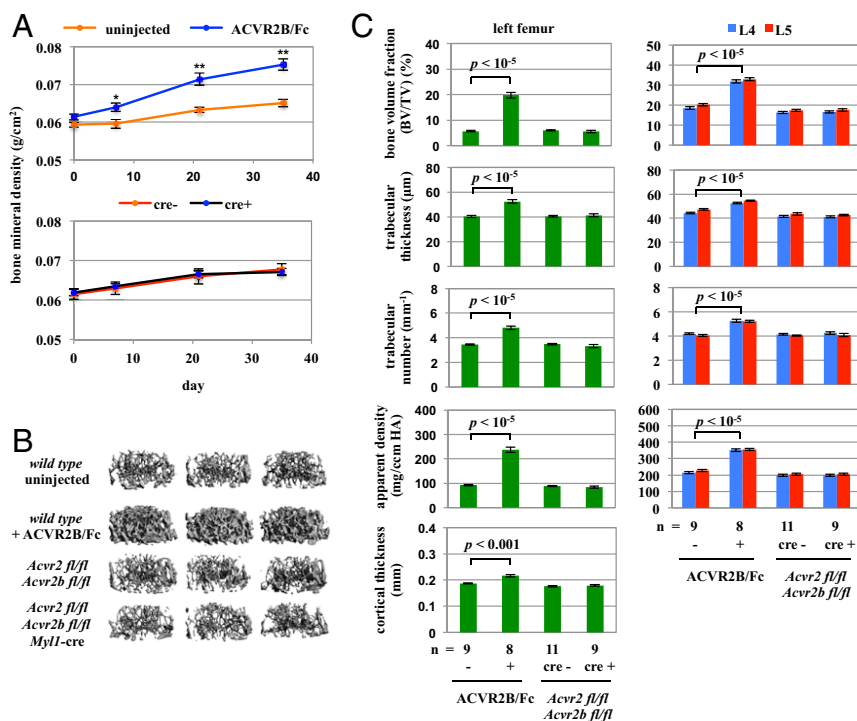 A
uninjected ACVR2B/Fc
0.08
0.07
0.06
0.05
* ** **
0 10 20 30 40
bone mineral density (g/cm²)
cre- cre+
0.07
0.06
0.05
0 10 20 30 40
day
B
wild type
uninjected
wild type
+ ACVR2B/Fc
Acvr2 fl/fl
Acvr2b fl/fl
Acvr2 fl/fl
Acvr2b fl/fl
Myl1-cre
C
left femur
bone volume fraction
(BV/TV) (%)
50
40
30
20
10
0
p < 10⁻⁵
trabecular
thickness (μm)
80
60
40
20
0
p < 10⁻⁵
trabecular
number (mm⁻¹)
8
6
4
2
0
p < 10⁻⁵
apparent density
(mg/ccm HA)
400
300
200
100
0
p < 10⁻⁵
cortical thickness
(mm)
0.4
0.3
0.2
0.1
0.0
p < 0.001
n = 9 8 11 9
- + cre - cre +
ACVR2B/Fc Acvr2 fl/fl
Acvr2b fl/fl
L4 L5
50
40
30
20
10
0
p < 10⁻⁵
80
60
40
20
0
p < 10⁻⁵
8
6
4
2
0
p < 10⁻⁵
600
500
400
300
200
100
0
p < 10⁻⁵
n = 9 8 11 9
- + cre - cre +
ACVR2B/Fc Acvr2 fl/fl
Acvr2b fl/fl